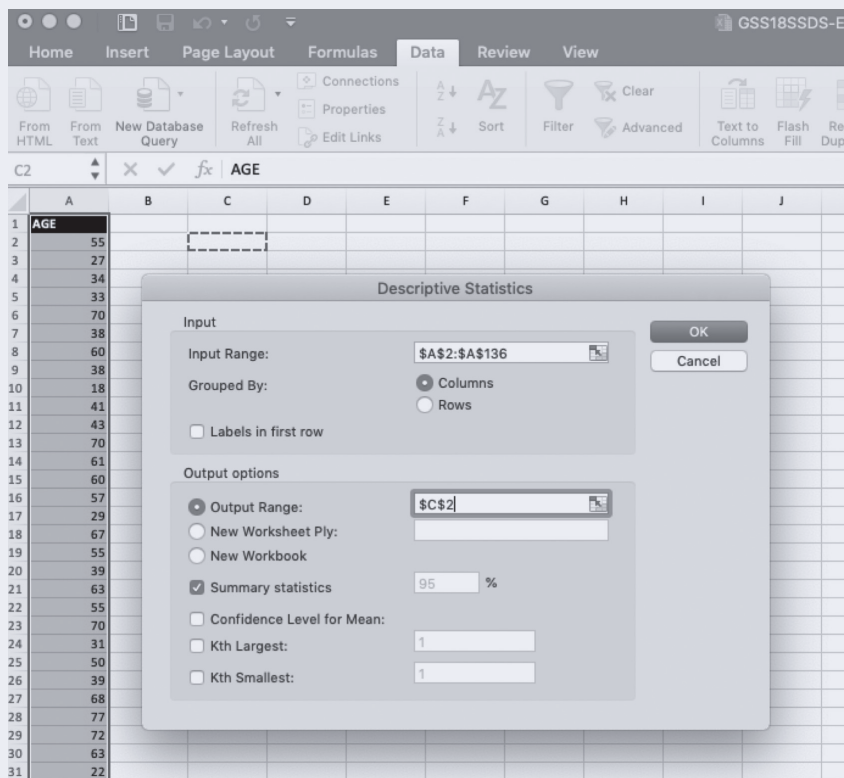 GSS18SSDS-E
Home Insert Page Layout Formulas Data Review View
From HTML
From Text
New Database Query
Refresh All
Connections
Properties
Edit Links
A Z
Z A
AZ
Sort
Filter
Clear
Advanced
Text to Columns
Flash Fill
Re
Dup
C2 fx AGE
A B C D E F G H I J
1 AGE
2 55
3 27
4 34
5 33
6 70
7 38
8 60
9 38
10 18
11 41
12 43
13 70
14 61
15 60
16 57
17 29
18 67
19 55
20 39
21 63
22 55
23 70
24 31
25 50
26 39
27 68
28 77
29 72
30 63
31 22
Descriptive Statistics
Input
Input Range: $A$2:$A$136
Grouped By: Columns
Rows
Labels in first row
OK
Cancel
Output options
Output Range: $C$2
New Worksheet Ply:
New Workbook
Summary statistics 95 %
Confidence Level for Mean:
Kth Largest: 1
Kth Smallest: 1